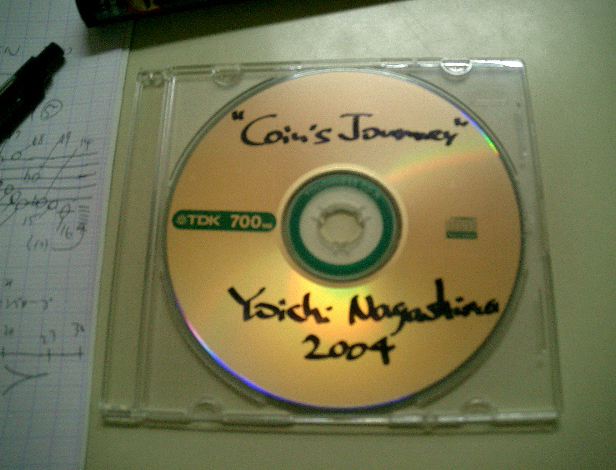 "Coin's Journey"
TDK 700MB
Yoichi Nagashima
2004